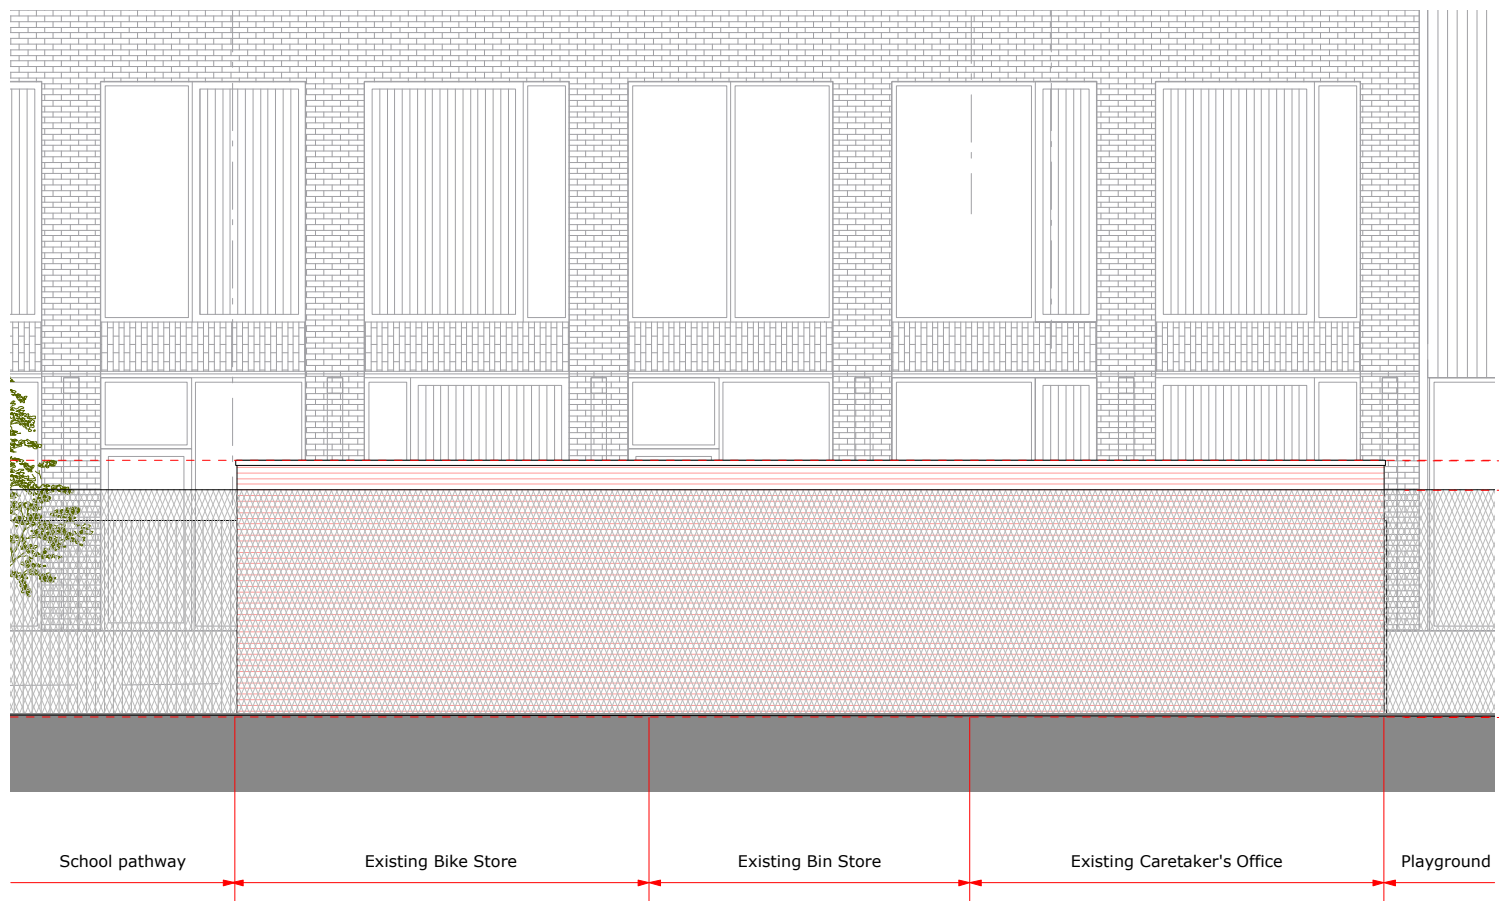 School pathway
Existing Bike Store
Existing Bin Store
Existing Caretaker's Office
Playground